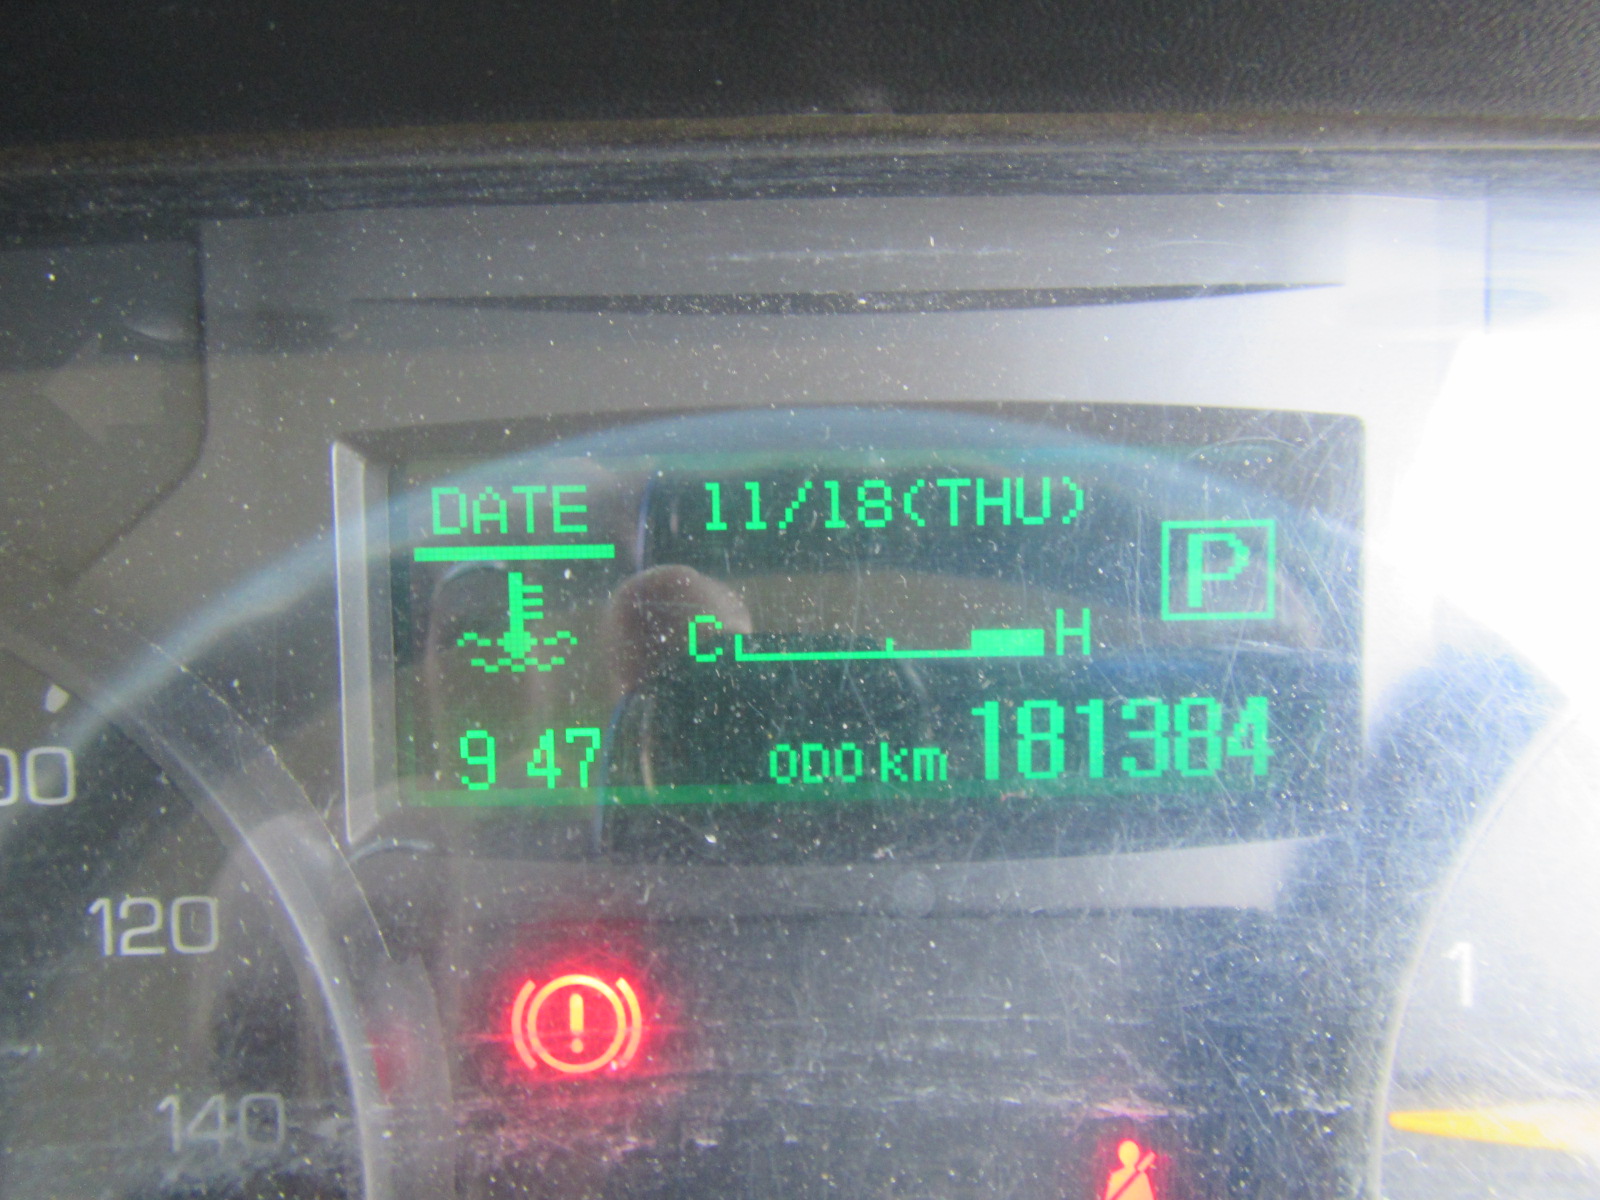 DATE 11/18(THU)
P
C H
9 47 ODO km 181384
120
140
1